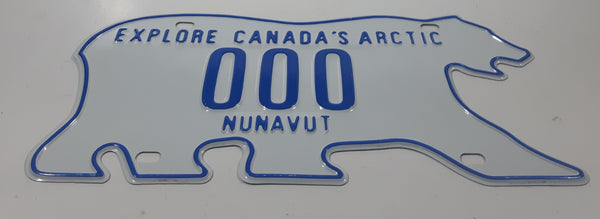 EXPLORE CANADA'S ARCTIC
000
NUNAVUT